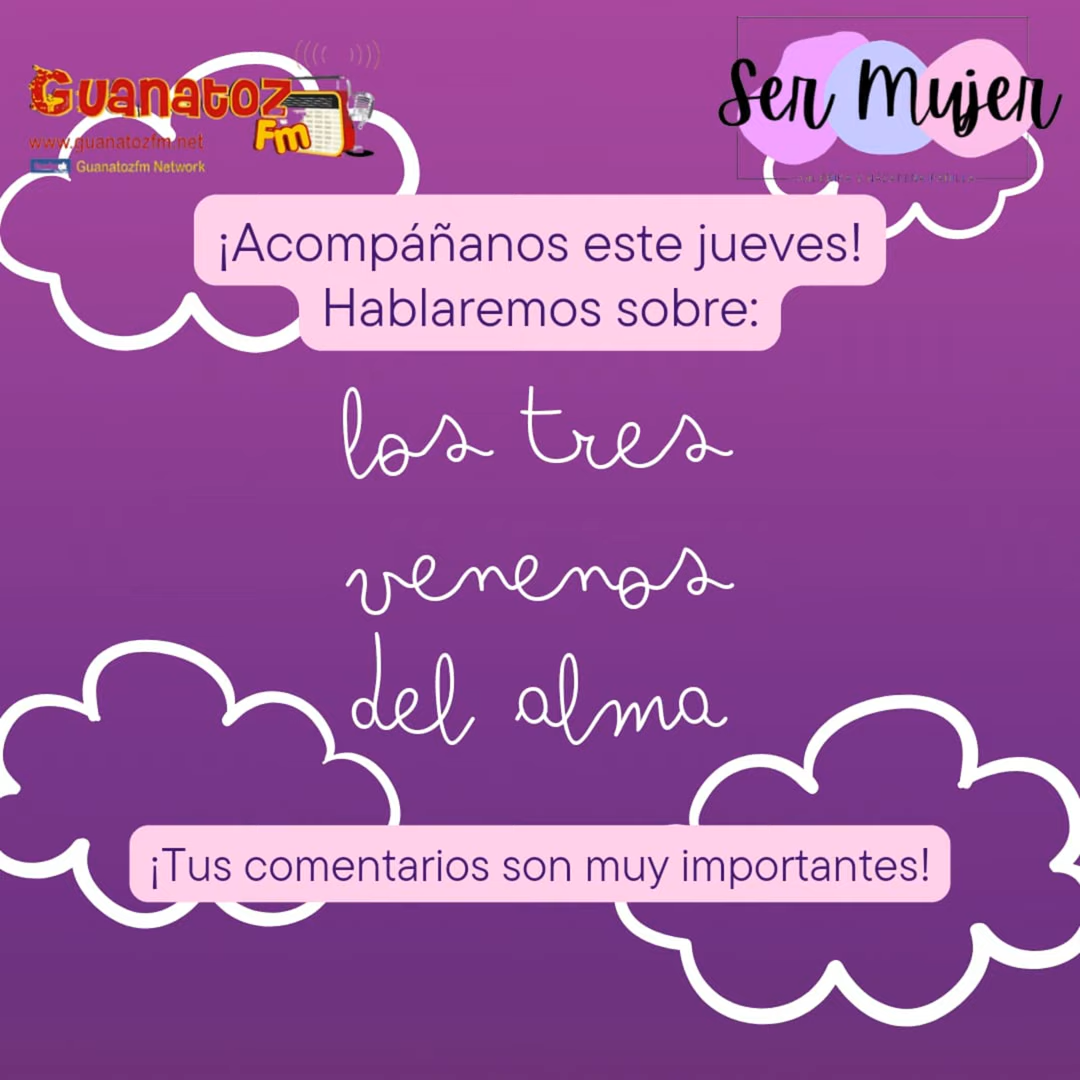 Guanatoz
Fm
www.guanatozfm.net
Guanatozfm Network
Ser Mujer
¡Acompáñanos este jueves!
Hablaremos sobre:
los tres
venenos
del alma
¡Tus comentarios son muy importantes!